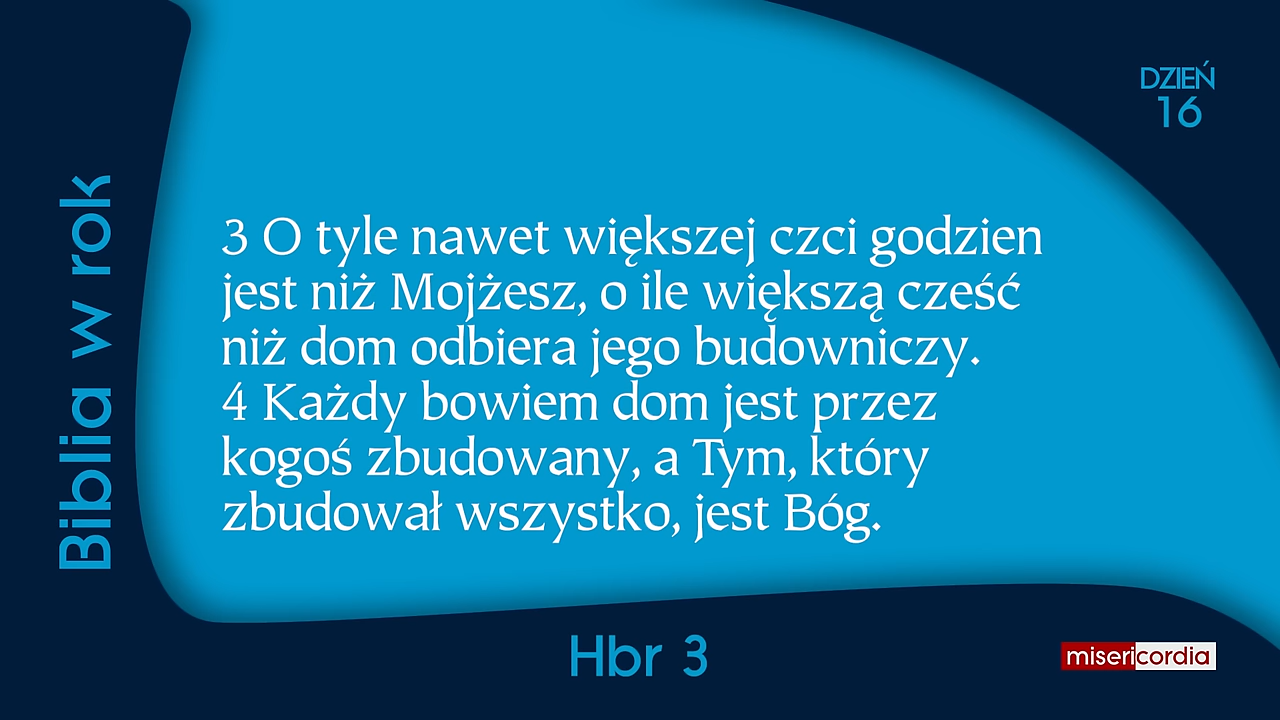 DZIEŃ
16
Biblia w rok
3 O tyle nawet większej czci godzien
jest niż Mojżesz, o ile większą cześć
niż dom odbiera jego budowniczy.
4 Każdy bowiem dom jest przez
kogoś zbudowany, a Tym, który
zbudował wszystko, jest Bóg.
Hbr 3
misericordia